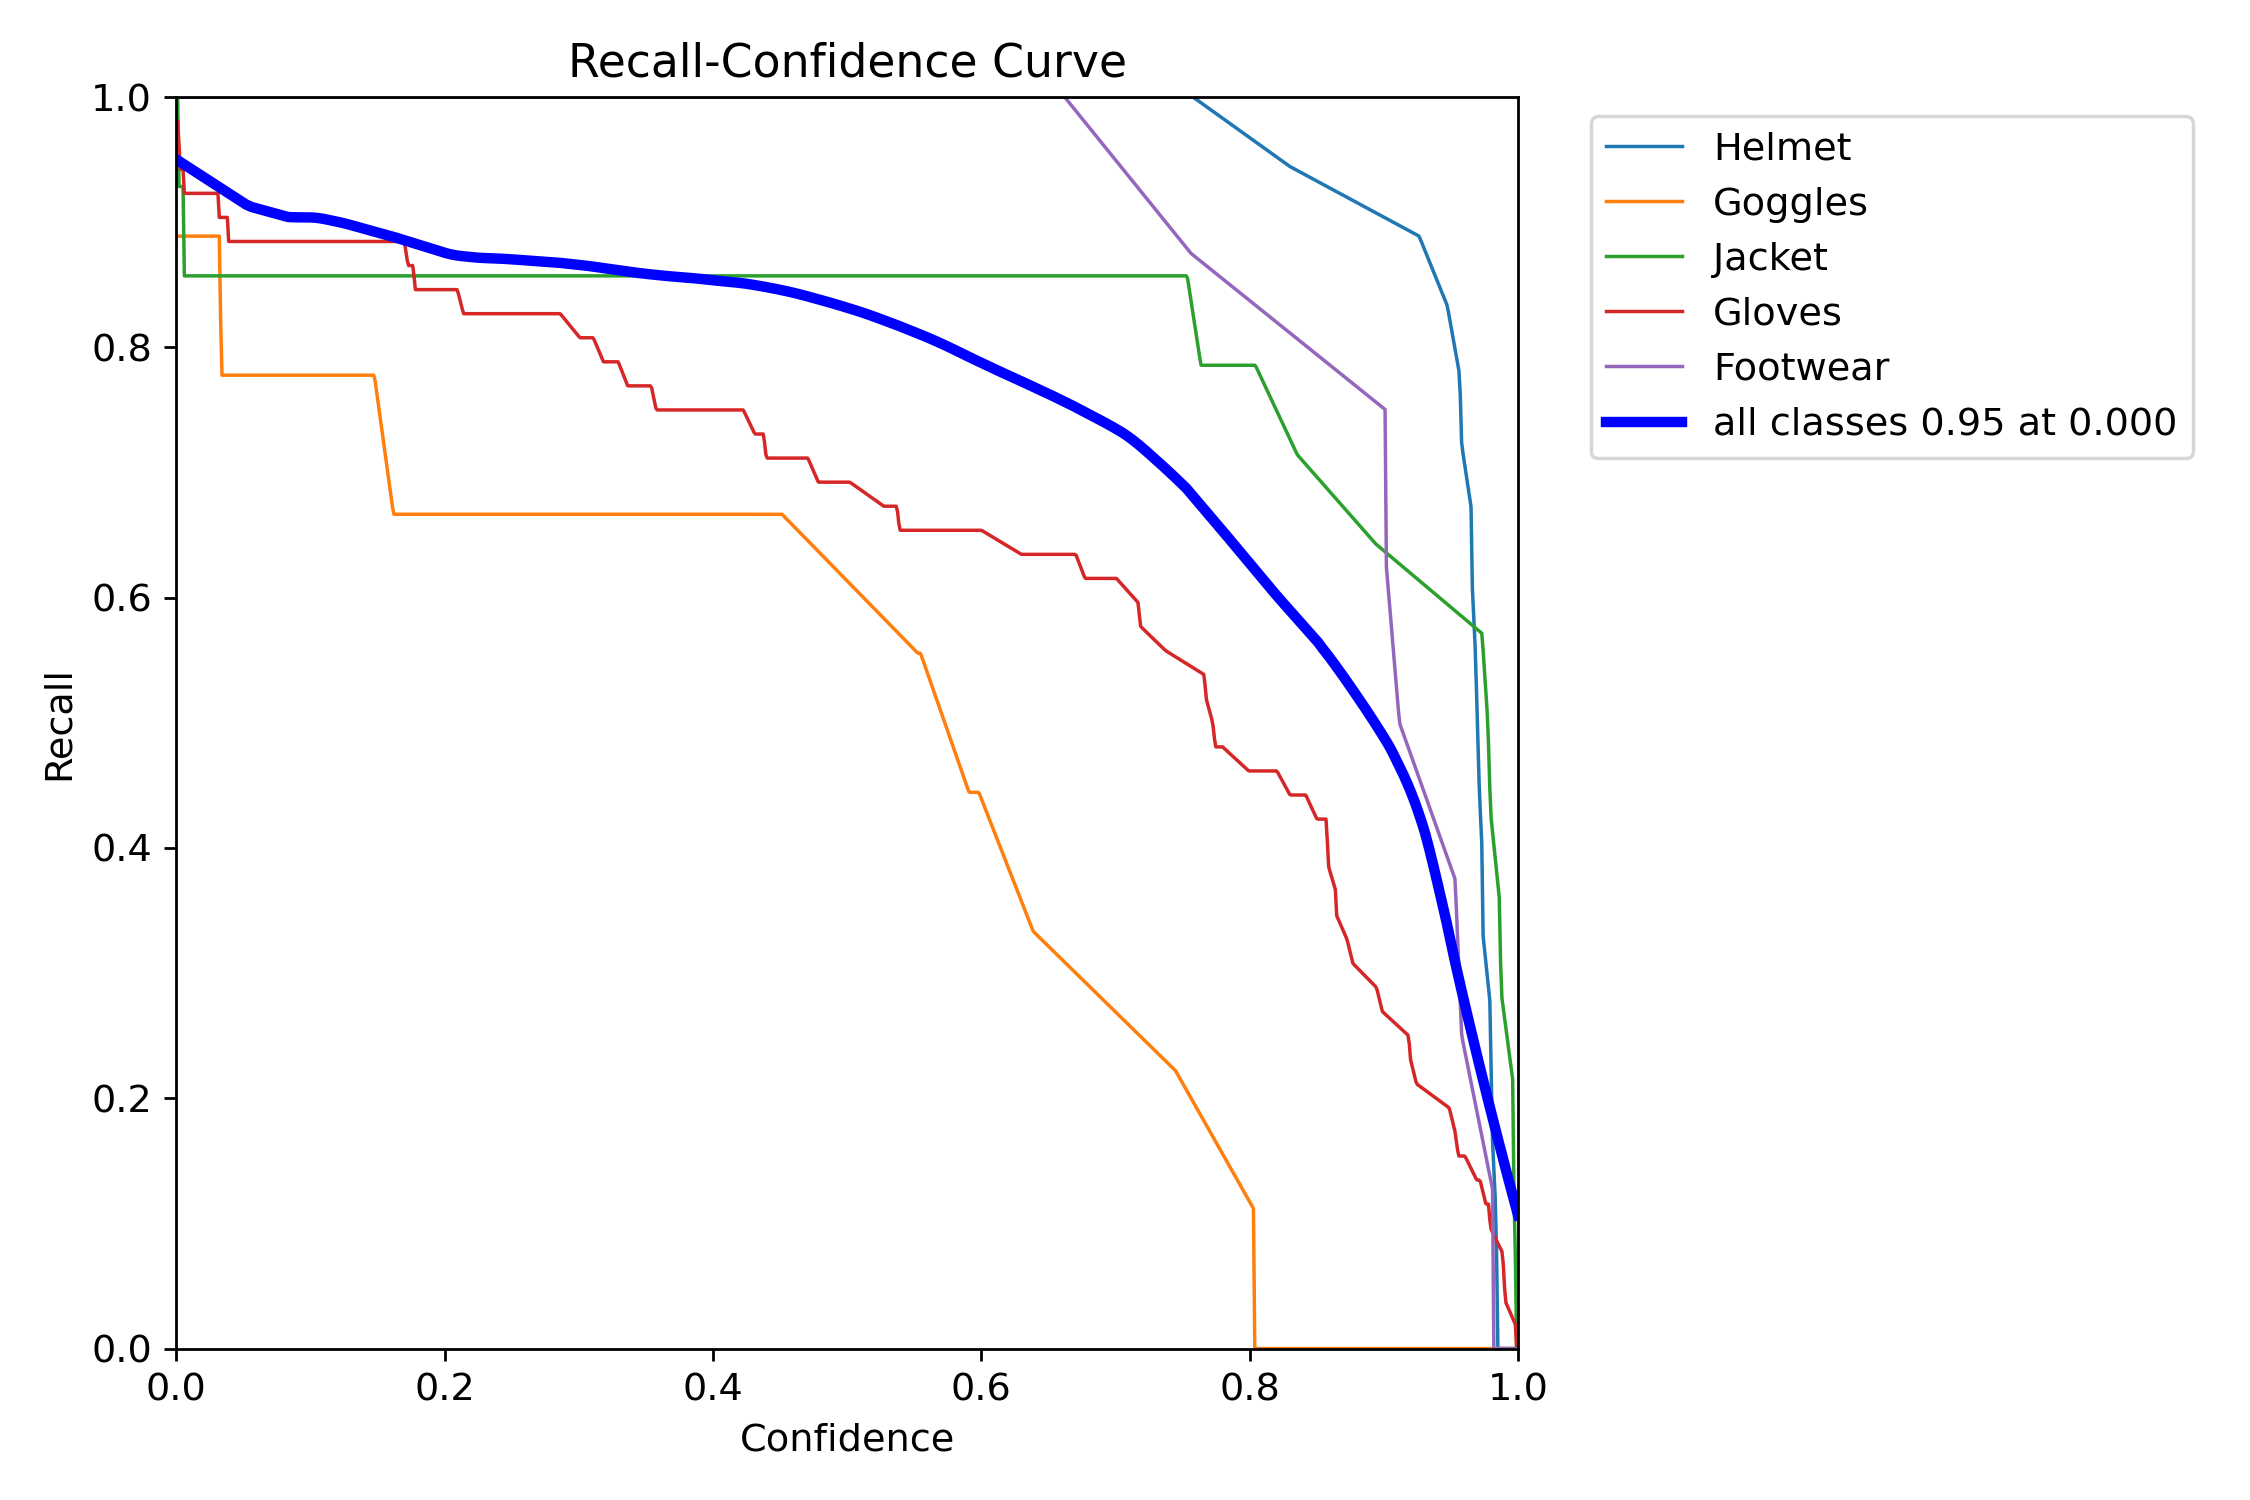 Recall-Confidence Curve
1.0
0.8
0.6
0.4
0.2
0.0
Recall
0.0 0.2 0.4 0.6 0.8 1.0
Confidence
Helmet
Goggles
Jacket
Gloves
Footwear
all classes 0.95 at 0.000